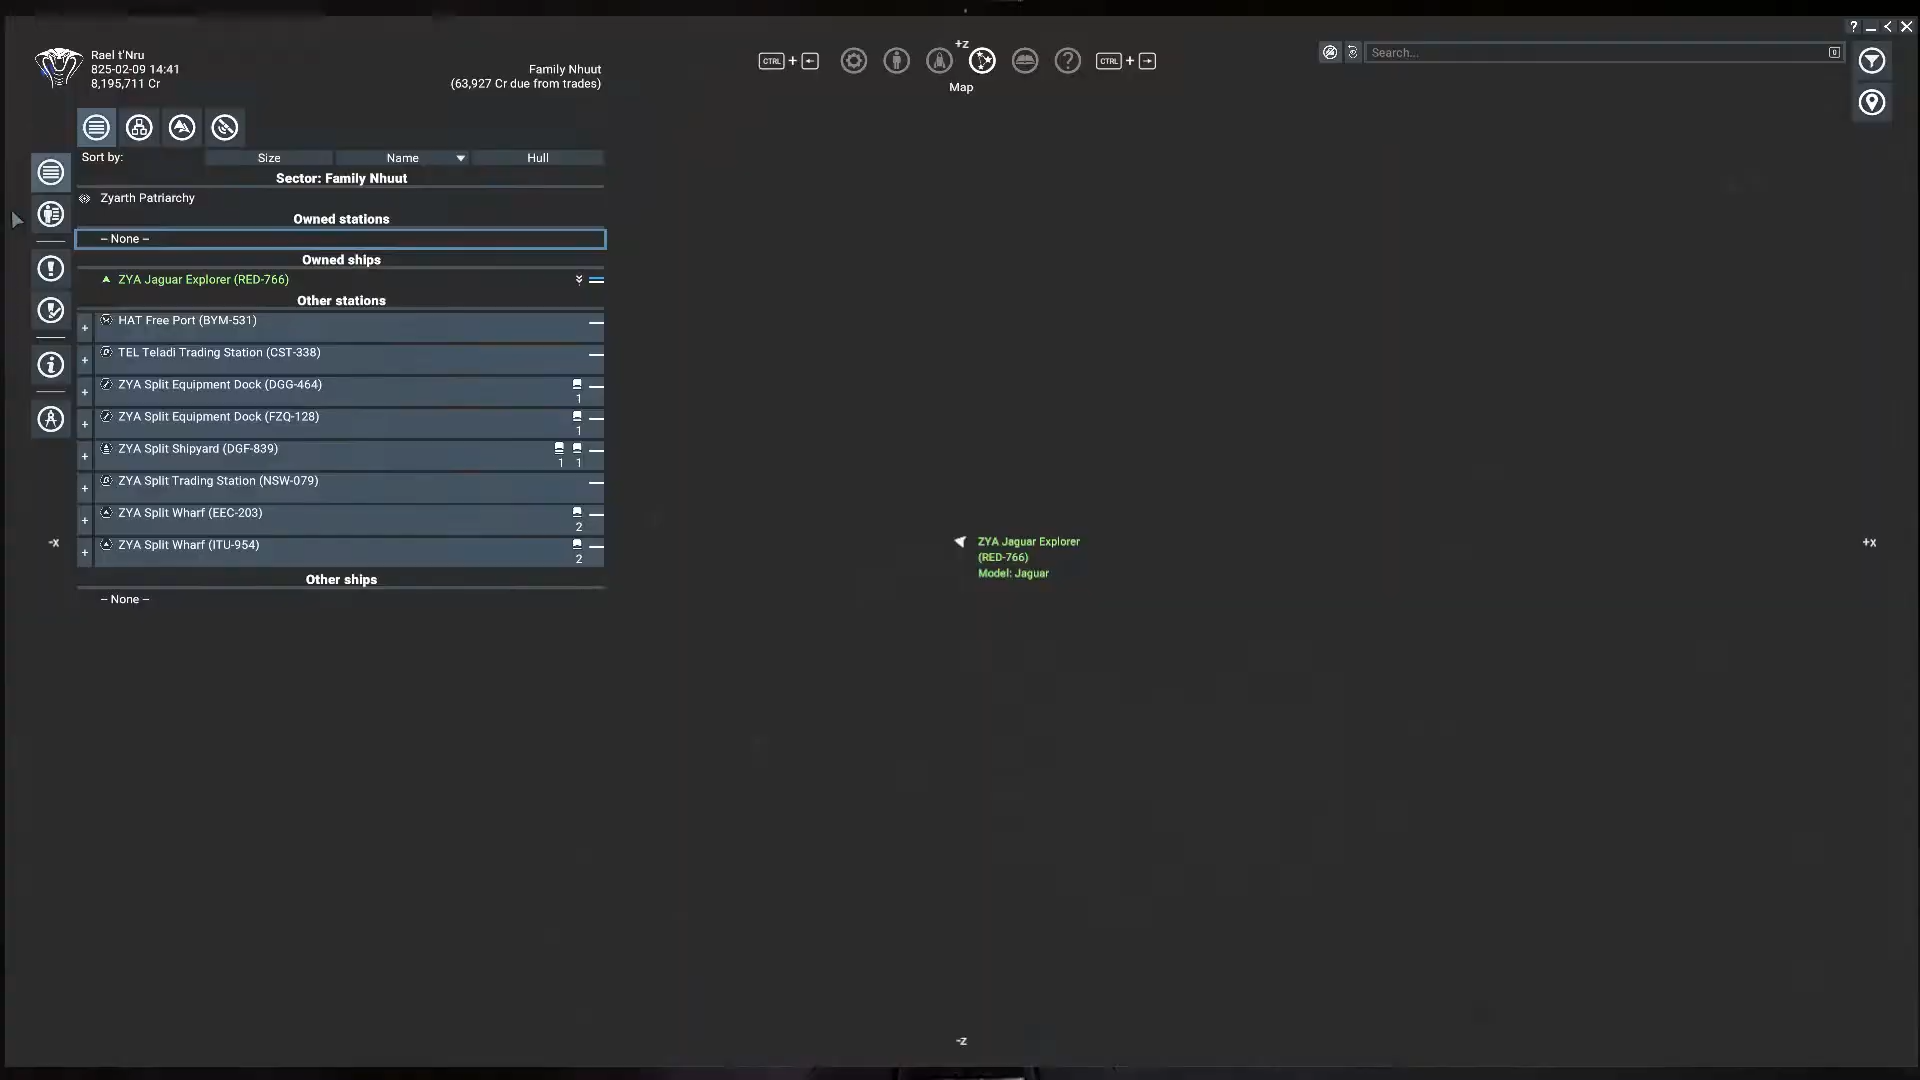 ? _ < X
Rael t'Nru
825-02-09 14:41
8,195,711 Cr
Family Nhuut
(63,927 Cr due from trades)
CTRL +
+z
CTRL +
Map
Search...
Sort by:
Size
Name
Hull
Sector: Family Nhuut
Zyarth Patriarchy
Owned stations
– None –
Owned ships
ZYA Jaguar Explorer (RED-766)
Other stations
+ HAT Free Port (BYM-531)
+ TEL Teladi Trading Station (CST-338)
+ ZYA Split Equipment Dock (DGG-464)
1
+ ZYA Split Equipment Dock (FZQ-128)
1
+ ZYA Split Shipyard (DGF-839)
1 1
+ ZYA Split Trading Station (NSW-079)
+ ZYA Split Wharf (EEC-203)
2
+ ZYA Split Wharf (ITU-954)
2
Other ships
– None –
-x
ZYA Jaguar Explorer
(RED-766)
Model: Jaguar
+x
-z